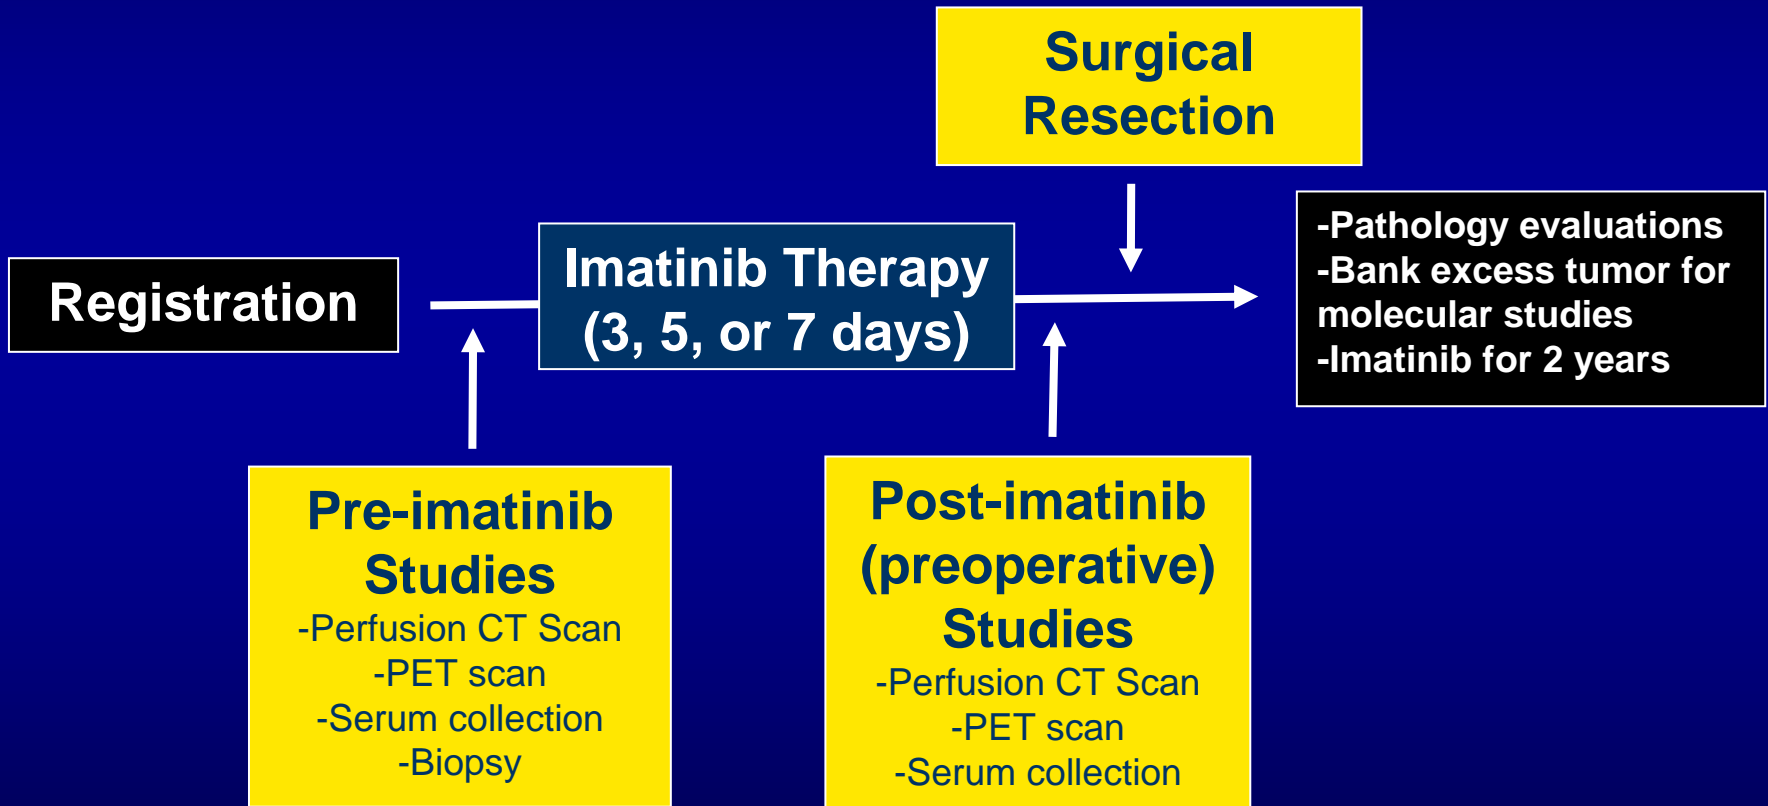 Surgical
Resection
Registration
Imatinib Therapy
(3, 5, or 7 days)
-Pathology evaluations
-Bank excess tumor for
molecular studies
-Imatinib for 2 years
Pre-imatinib
Studies
-Perfusion CT Scan
-PET scan
-Serum collection
-Biopsy
Post-imatinib
(preoperative)
Studies
-Perfusion CT Scan
-PET scan
-Serum collection